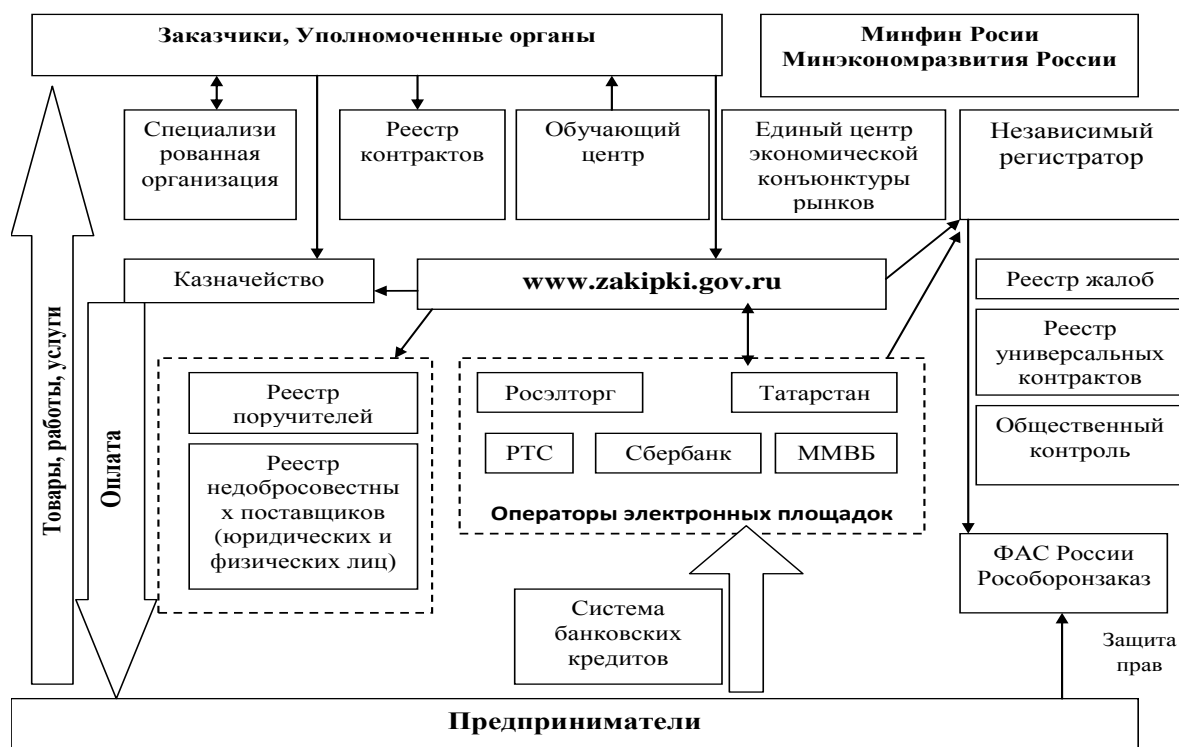 Заказчики, Уполномоченные органы
Минфин Росии
Минэкономразвития России
Специализи
рованная
организация
Реестр
контрактов
Обучающий
центр
Единый центр
экономической
конъюнктуры
рынков
Независимый
регистратор
Казначейство
www.zakipki.gov.ru
Реестр жалоб
Реестр
универсальных
контрактов
Общественный
контроль
Товары, работы, услуги
Оплата
Реестр
поручителей
Реестр
недобросовестны
х поставщиков
(юридических и
физических лиц)
Росэлторг
Татарстан
РТС
Сбербанк
ММВБ
Операторы электронных площадок
ФАС России
Рособоронзаказ
Система
банковских
кредитов
Защита
прав
Предприниматели